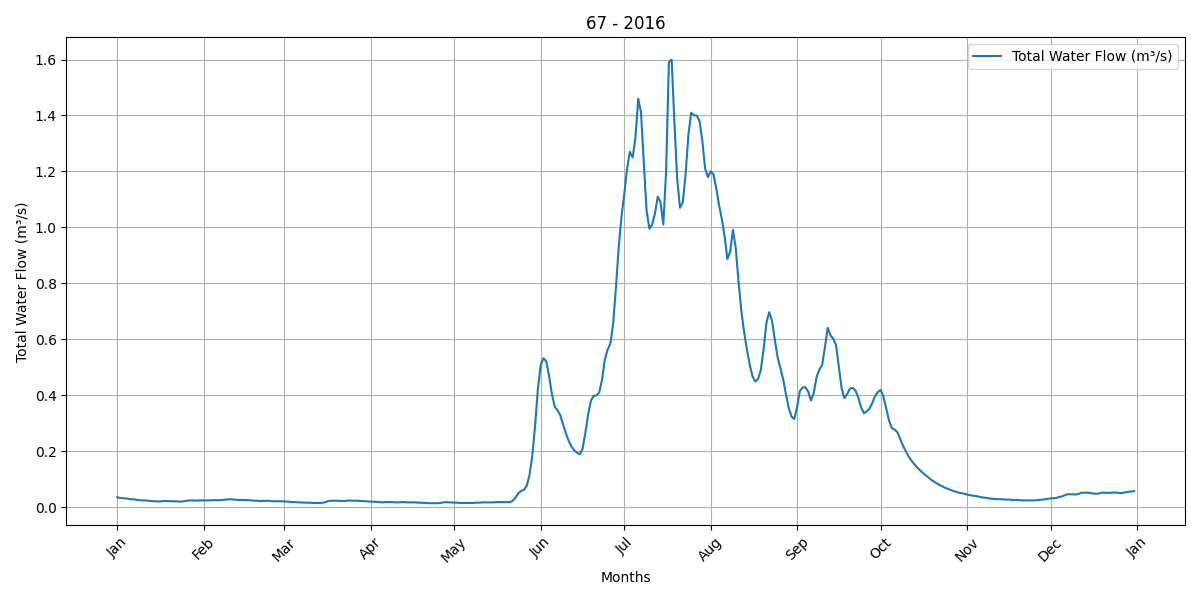 67 - 2016
Total Water Flow (m³/s)
Total Water Flow (m³/s)
1.6
1.4
1.2
1.0
0.8
0.6
0.4
0.2
0.0
Jan Feb Mar Apr May Jun Jul Aug Sep Oct Nov Dec Jan
Months